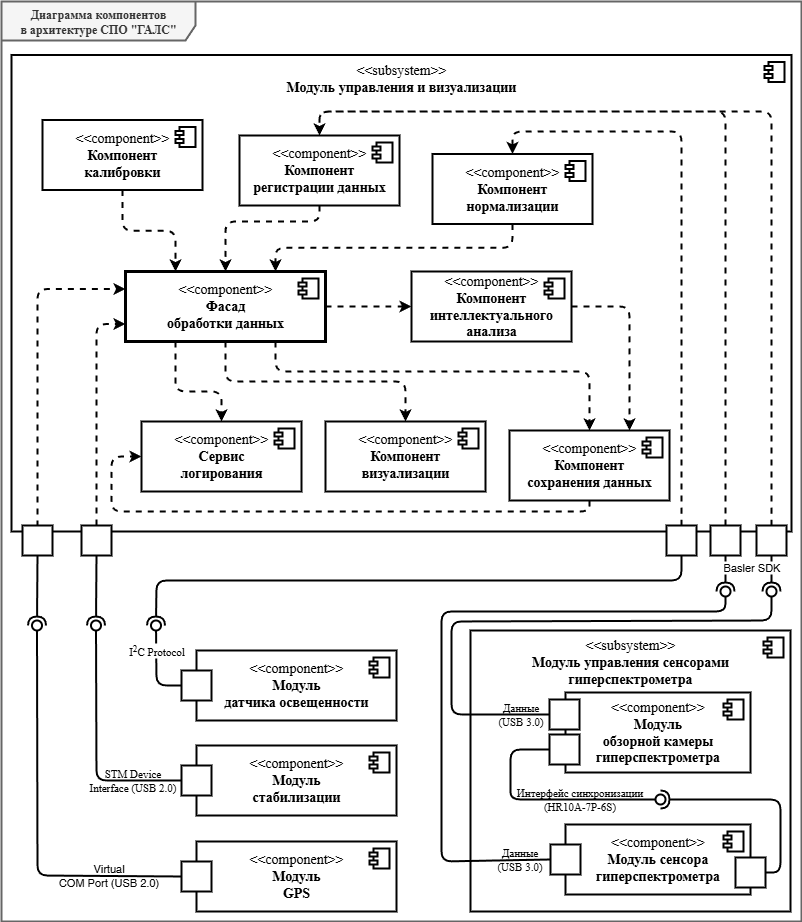 Диаграмма компонентов
в архитектуре СПО "ГАЛС"
<<subsystem>>
Модуль управления и визуализации
<<component>>
Компонент
калибровки
<<component>>
Компонент
регистрации данных
<<component>>
Компонент
нормализации
<<component>>
Фасад
обработки данных
<<component>>
Компонент
интеллектуального
анализа
<<component>>
Сервис
логирования
<<component>>
Компонент
визуализации
<<component>>
Компонент
сохранения данных
Basler SDK
I2C Protocol
<<component>>
Модуль
датчика освещенности
STM Device
Interface (USB 2.0)
<<component>>
Модуль
стабилизации
Virtual
COM Port (USB 2.0)
<<component>>
Модуль
GPS
<<subsystem>>
Модуль управления сенсорами
гиперспектрометра
Данные
(USB 3.0)
<<component>>
Модуль
обзорной камеры
гиперспектрометра
Интерфейс синхронизации
(HR10A-7P-6S)
Данные
(USB 3.0)
<<component>>
Модуль сенсора
гиперспектрометра